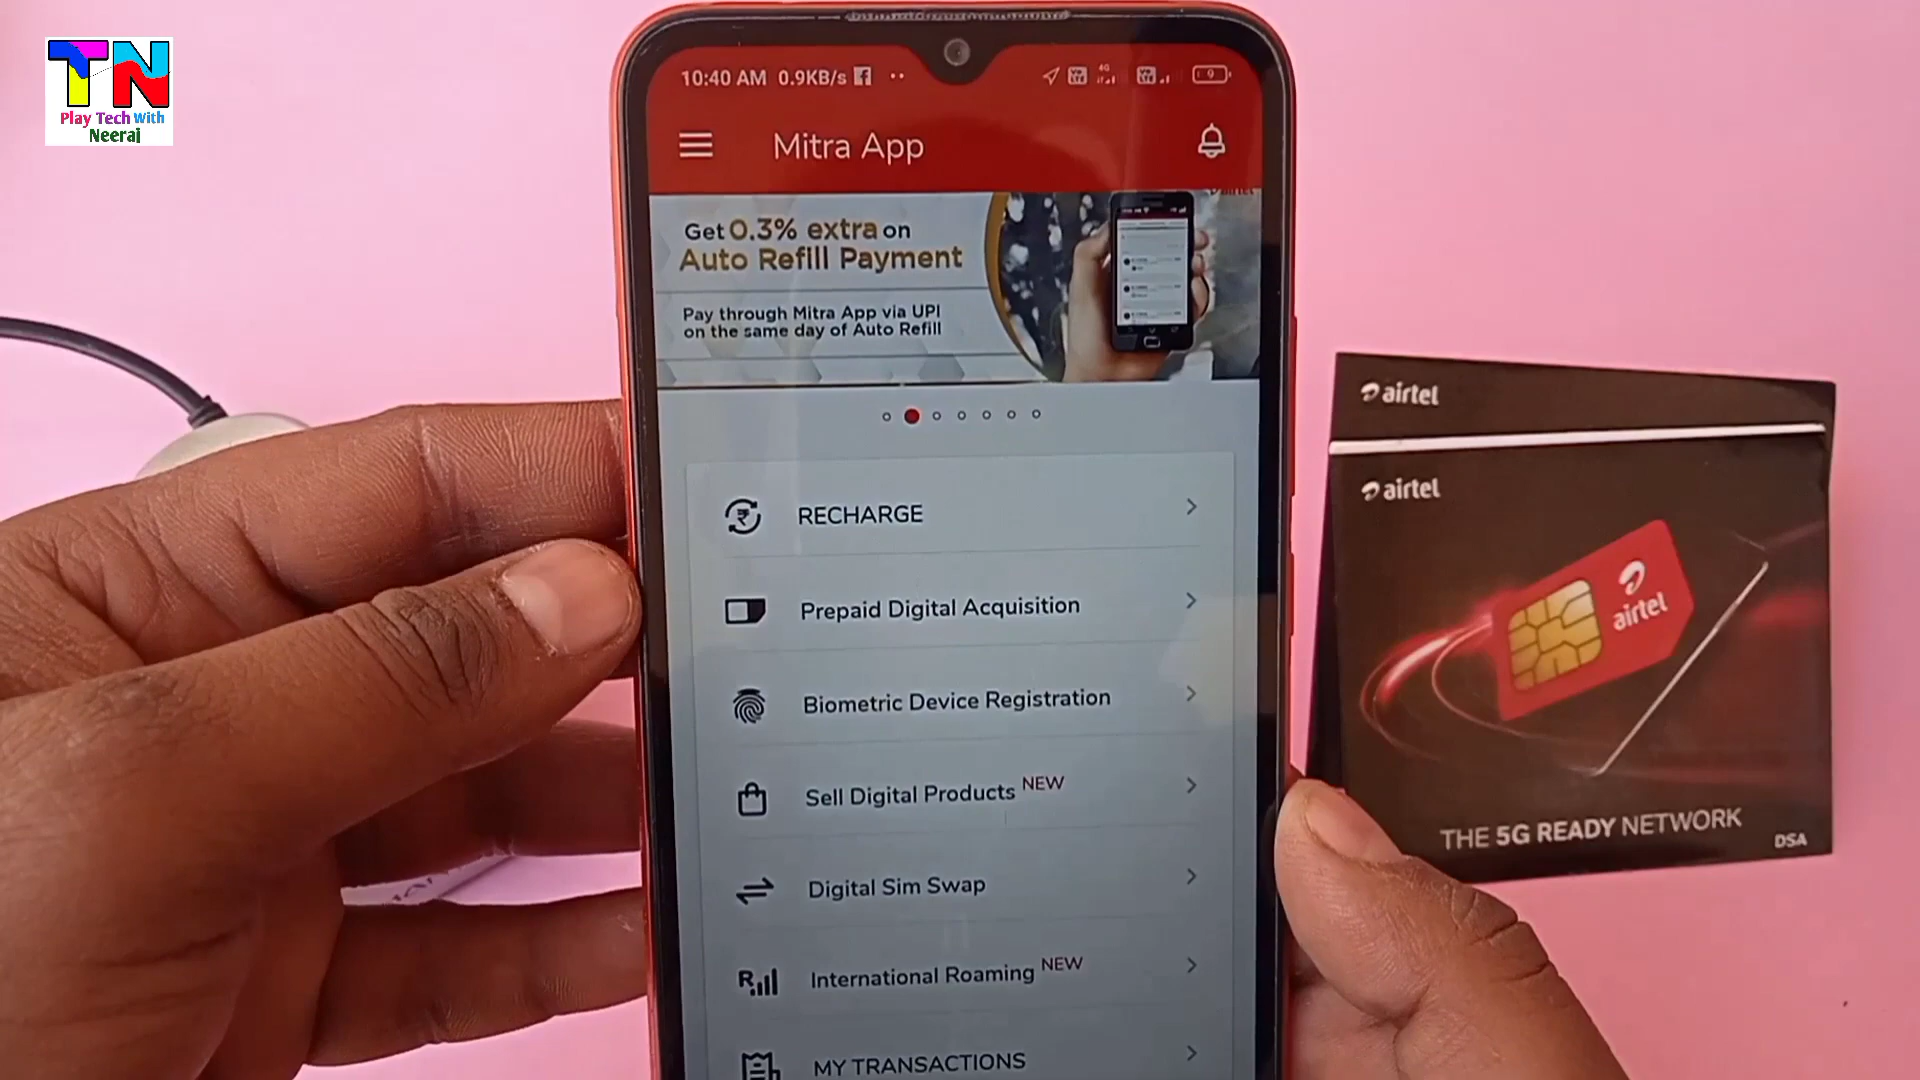 TN
Play Tech With
Neeraj
10:40 AM 0.9KB/s
4G
9
Mitra App
airtel
Get 0.3% extra on
Auto Refill Payment
Pay through Mitra App via UPI
on the same day of Auto Refill
RECHARGE
Prepaid Digital Acquisition
Biometric Device Registration
Sell Digital Products NEW
Digital Sim Swap
International Roaming NEW
MY TRANSACTIONS
airtel
airtel
airtel
THE 5G READY NETWORK
DSA